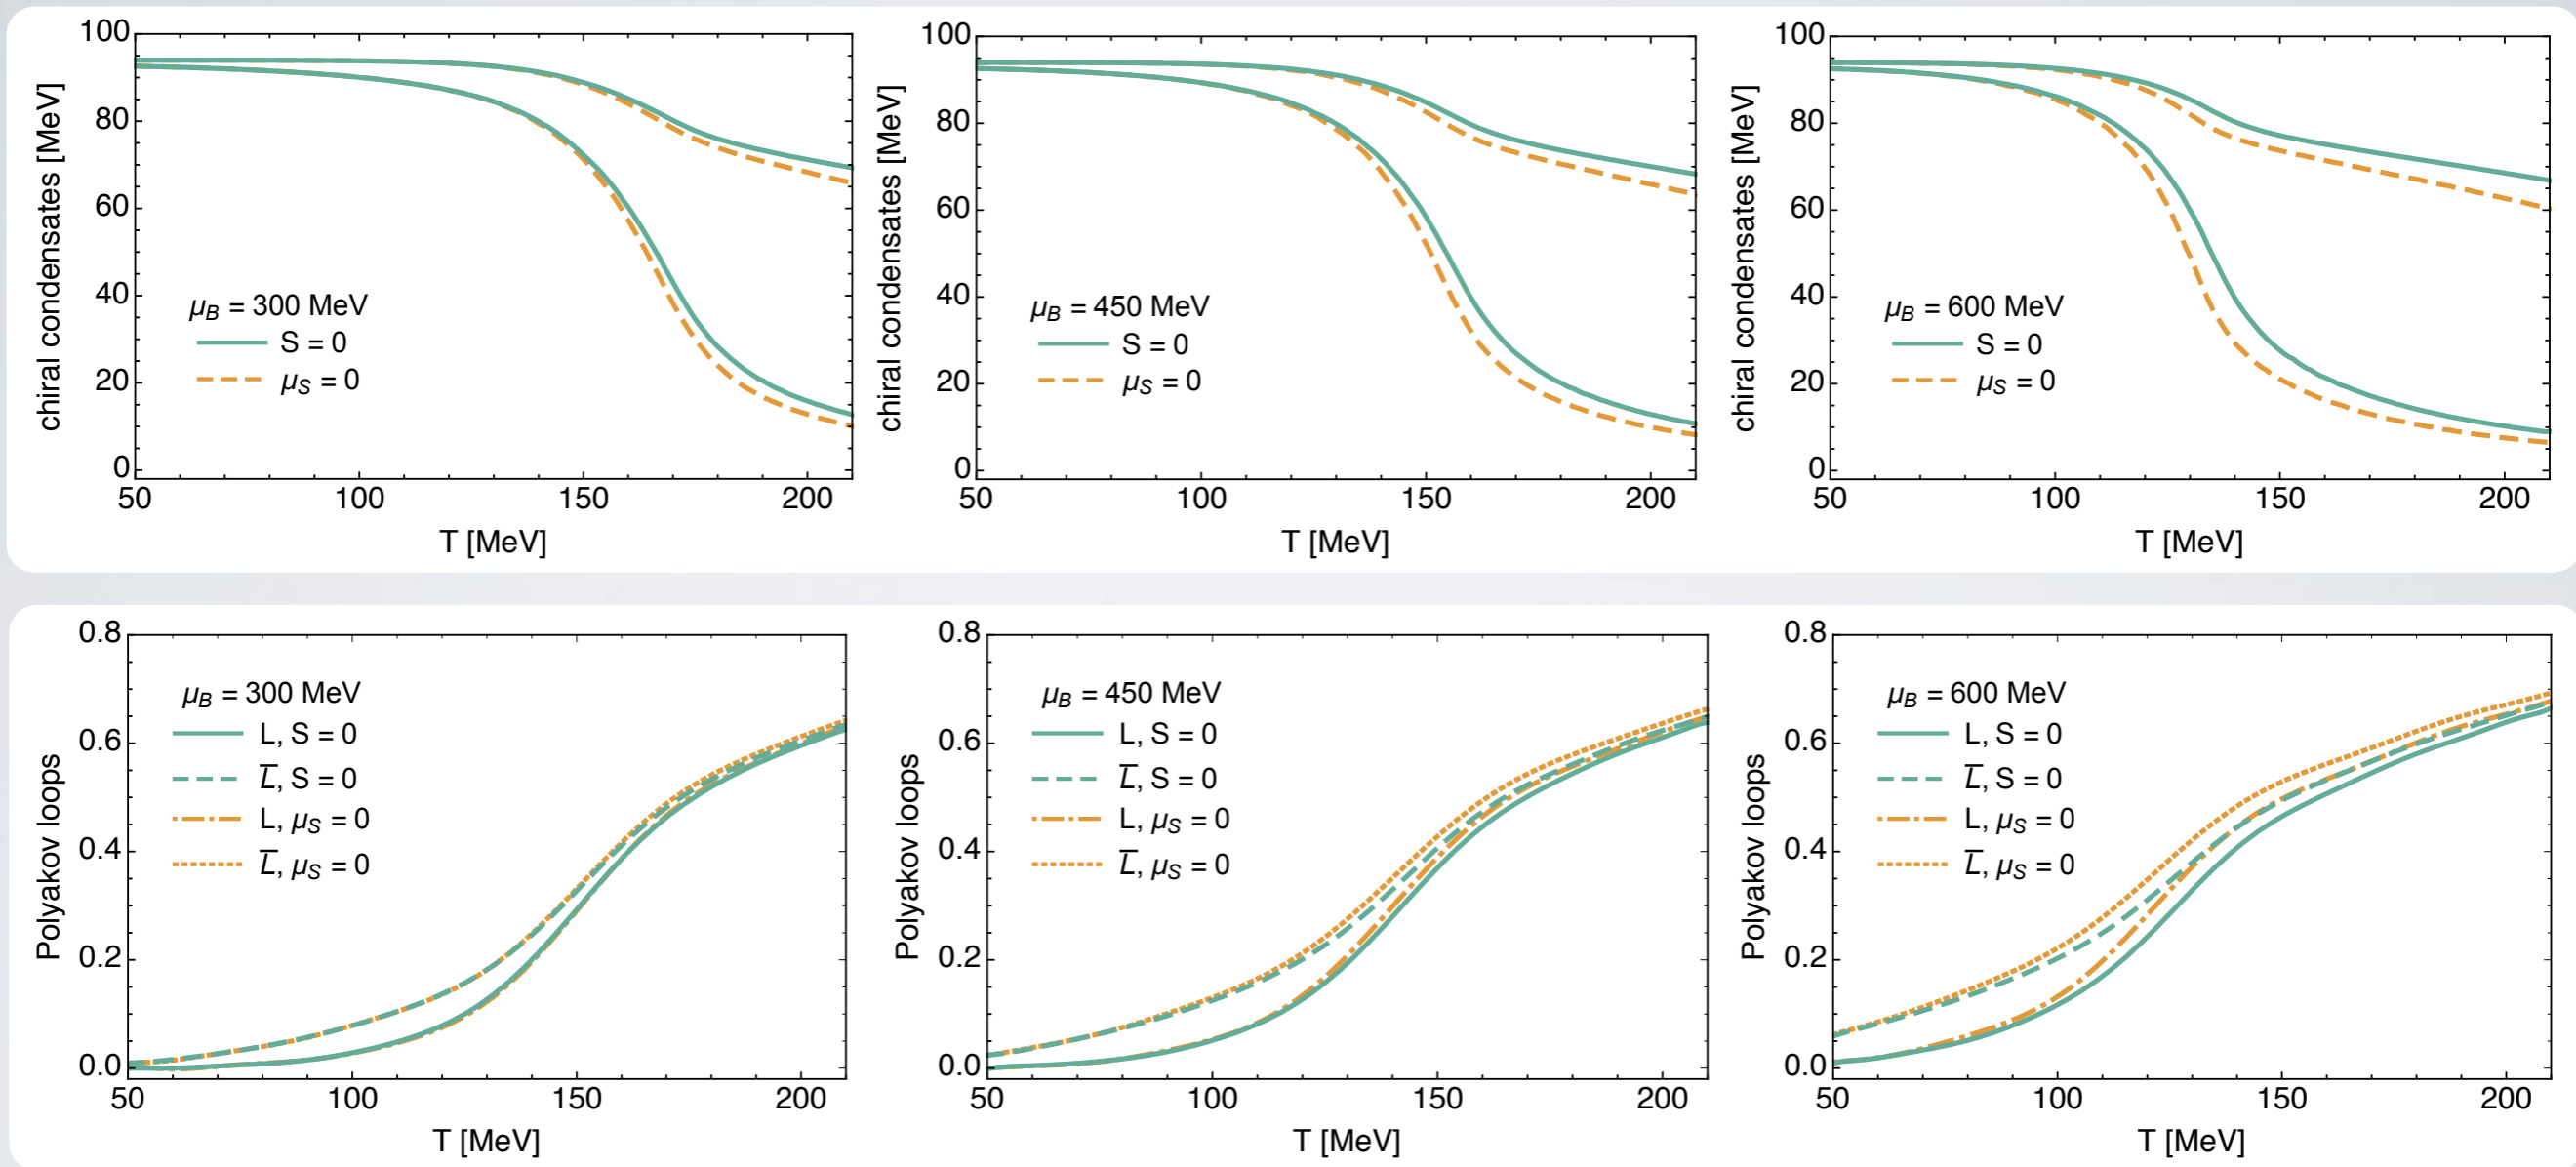 chiral condensates [MeV]
100
80
60
40
20
0
μB = 300 MeV
S = 0
μS = 0
50 100 150 200
T [MeV]
chiral condensates [MeV]
100
80
60
40
20
0
μB = 450 MeV
S = 0
μS = 0
50 100 150 200
T [MeV]
chiral condensates [MeV]
100
80
60
40
20
0
μB = 600 MeV
S = 0
μS = 0
50 100 150 200
T [MeV]
Polyakov loops
0.8
0.6
0.4
0.2
0.0
μB = 300 MeV
L, S = 0
L̅, S = 0
L, μS = 0
L̅, μS = 0
50 100 150 200
T [MeV]
Polyakov loops
0.8
0.6
0.4
0.2
0.0
μB = 450 MeV
L, S = 0
L̅, S = 0
L, μS = 0
L̅, μS = 0
50 100 150 200
T [MeV]
Polyakov loops
0.8
0.6
0.4
0.2
0.0
μB = 600 MeV
L, S = 0
L̅, S = 0
L, μS = 0
L̅, μS = 0
50 100 150 200
T [MeV]